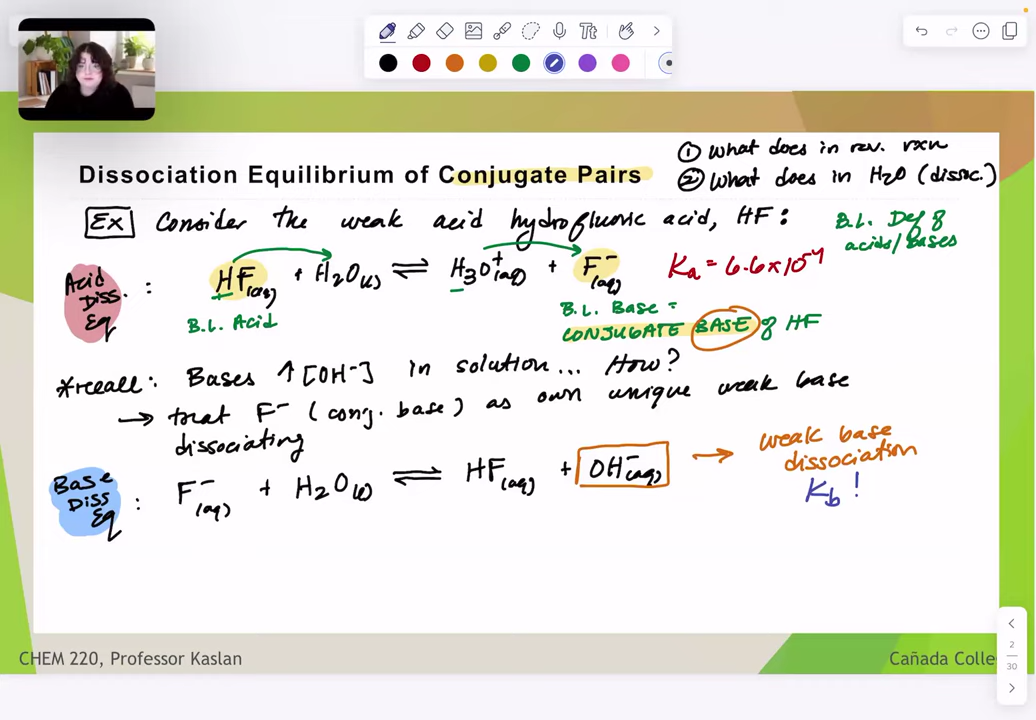 Tt
Dissociation Equilibrium of Conjugate Pairs
① What does in rev. rxn
② What does in H₂O (dissoc.)
Ex Consider the weak acid hydrofluoric acid, HF:
B.L. Def of
acids/Bases
Acid
Diss.
Eq :
HF(aq) + H₂O(l) ⇌ H₃O⁺(aq) + F⁻(aq)
Ka = 6.6x10⁻⁴
B.L. Acid
B.L. Base =
CONJUGATE BASE of HF
*recall: Bases ↑ [OH⁻] in solution... How?
→ treat F⁻ (conj. base) as own unique weak base
dissociating
Base
Diss
Eq :
F⁻(aq) + H₂O(l) ⇌ HF(aq) + OH⁻(aq) → weak base
dissociation
Kb!
CHEM 220, Professor Kaslan
Cañada Colle
2
30